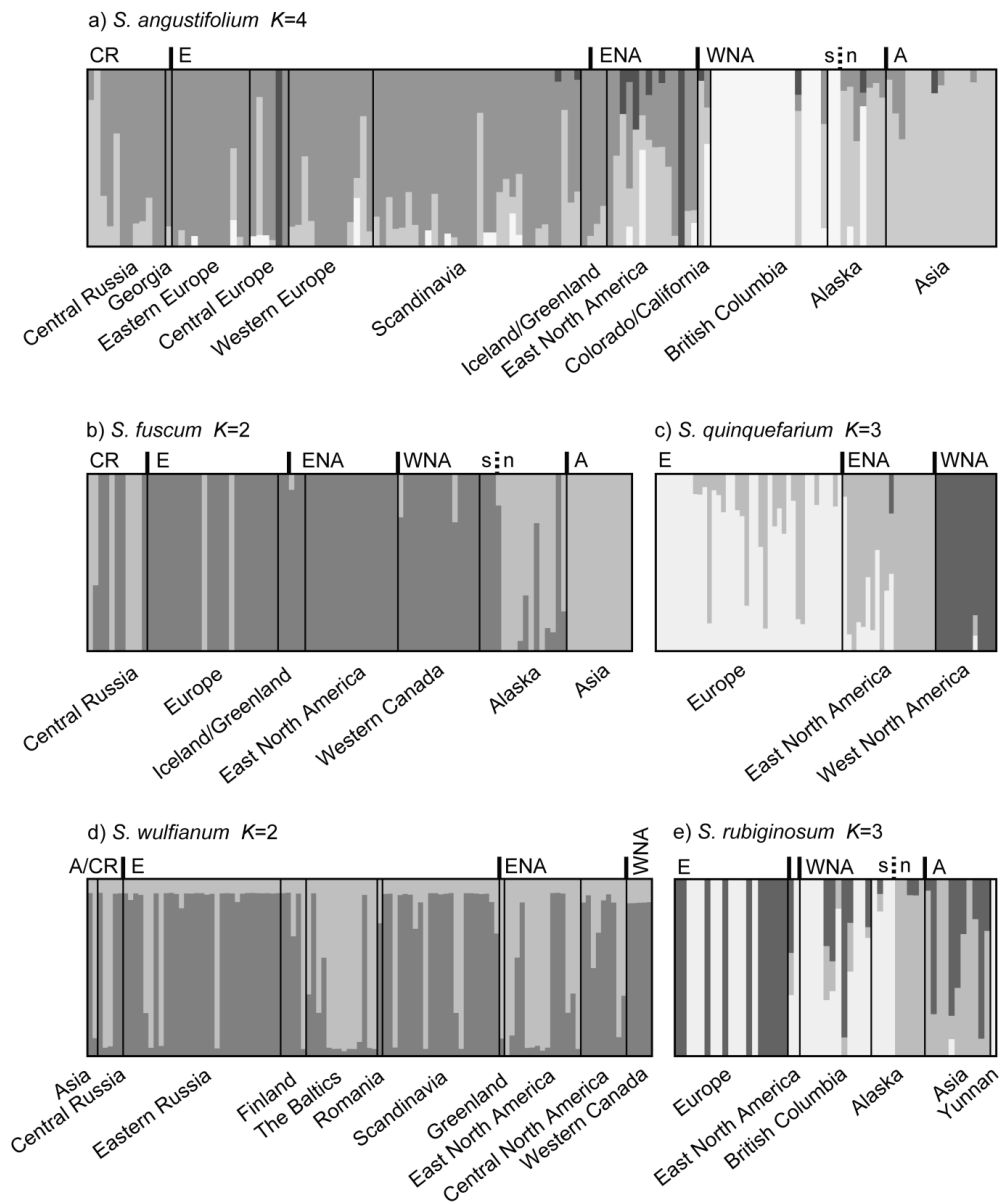 a) S. angustifolium K=4
CR E ENA WNA s n A
Central Russia
Georgia
Eastern Europe
Central Europe
Western Europe
Scandinavia
Iceland/Greenland
East North America
Colorado/California
British Columbia
Alaska
Asia
b) S. fuscum K=2
CR E ENA WNA s n A
Central Russia
Europe
Iceland/Greenland
East North America
Western Canada
Alaska
Asia
c) S. quinquefarium K=3
E ENA WNA
Europe
East North America
West North America
d) S. wulfianum K=2
A/CR E ENA WNA
Asia
Central Russia
Eastern Russia
Finland
The Baltics
Romania
Scandinavia
Greenland
East North America
Central North America
Western Canada
e) S. rubiginosum K=3
E WNA s n A
Europe
East North America
British Columbia
Alaska
Asia
Yunnan